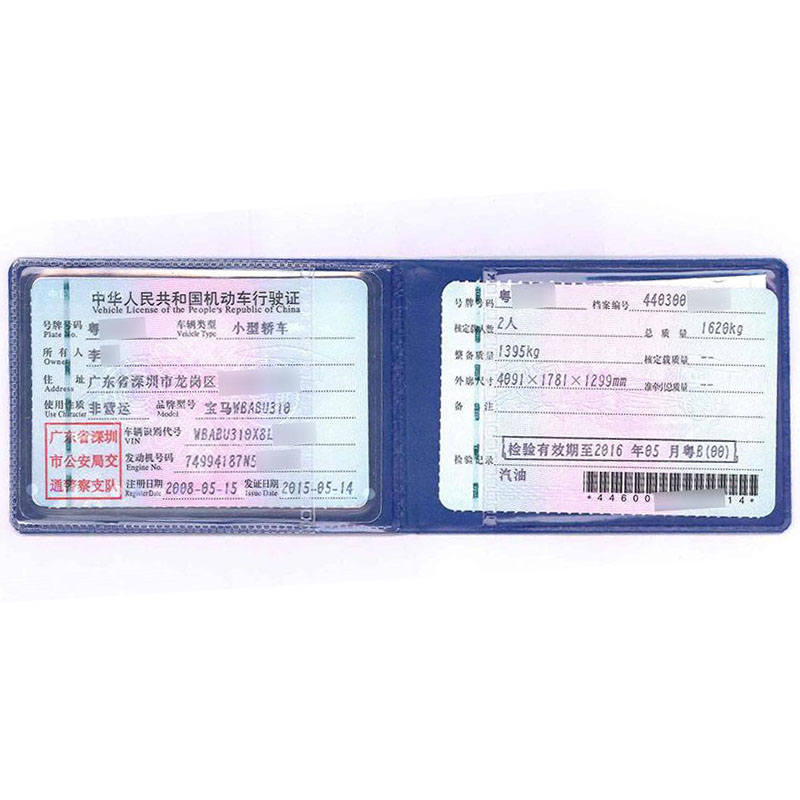 中华人民共和国机动车行驶证
Vehicle License of the People's Republic of China
号牌号码 粤 车辆类型 小型轿车
Plate No. Vehicle Type
所有人 李
Owner
住 址 广东省深圳市龙岗区
Address
使用性质 非营运 品牌型号 宝马WBABU310
Use Character Model
广东省深圳
市公安局交
通警察支队
车辆识别代号 WBABU310X8L
VIN
发动机号码 74994187N5
Engine No.
注册日期 2008-05-15 发证日期 2015-05-14
Register Date Issue Date
号牌号码 粤 档案编号 440300
核定载人数 2人 总质量 1620kg
整备质量 1395kg 核定载质量 --
外廓尺寸 4091×1781×1299mm 准牵引总质量 --
备 注
检验有效期至2016 年05 月粤B(00)
检验记录
汽油
*44600 14*